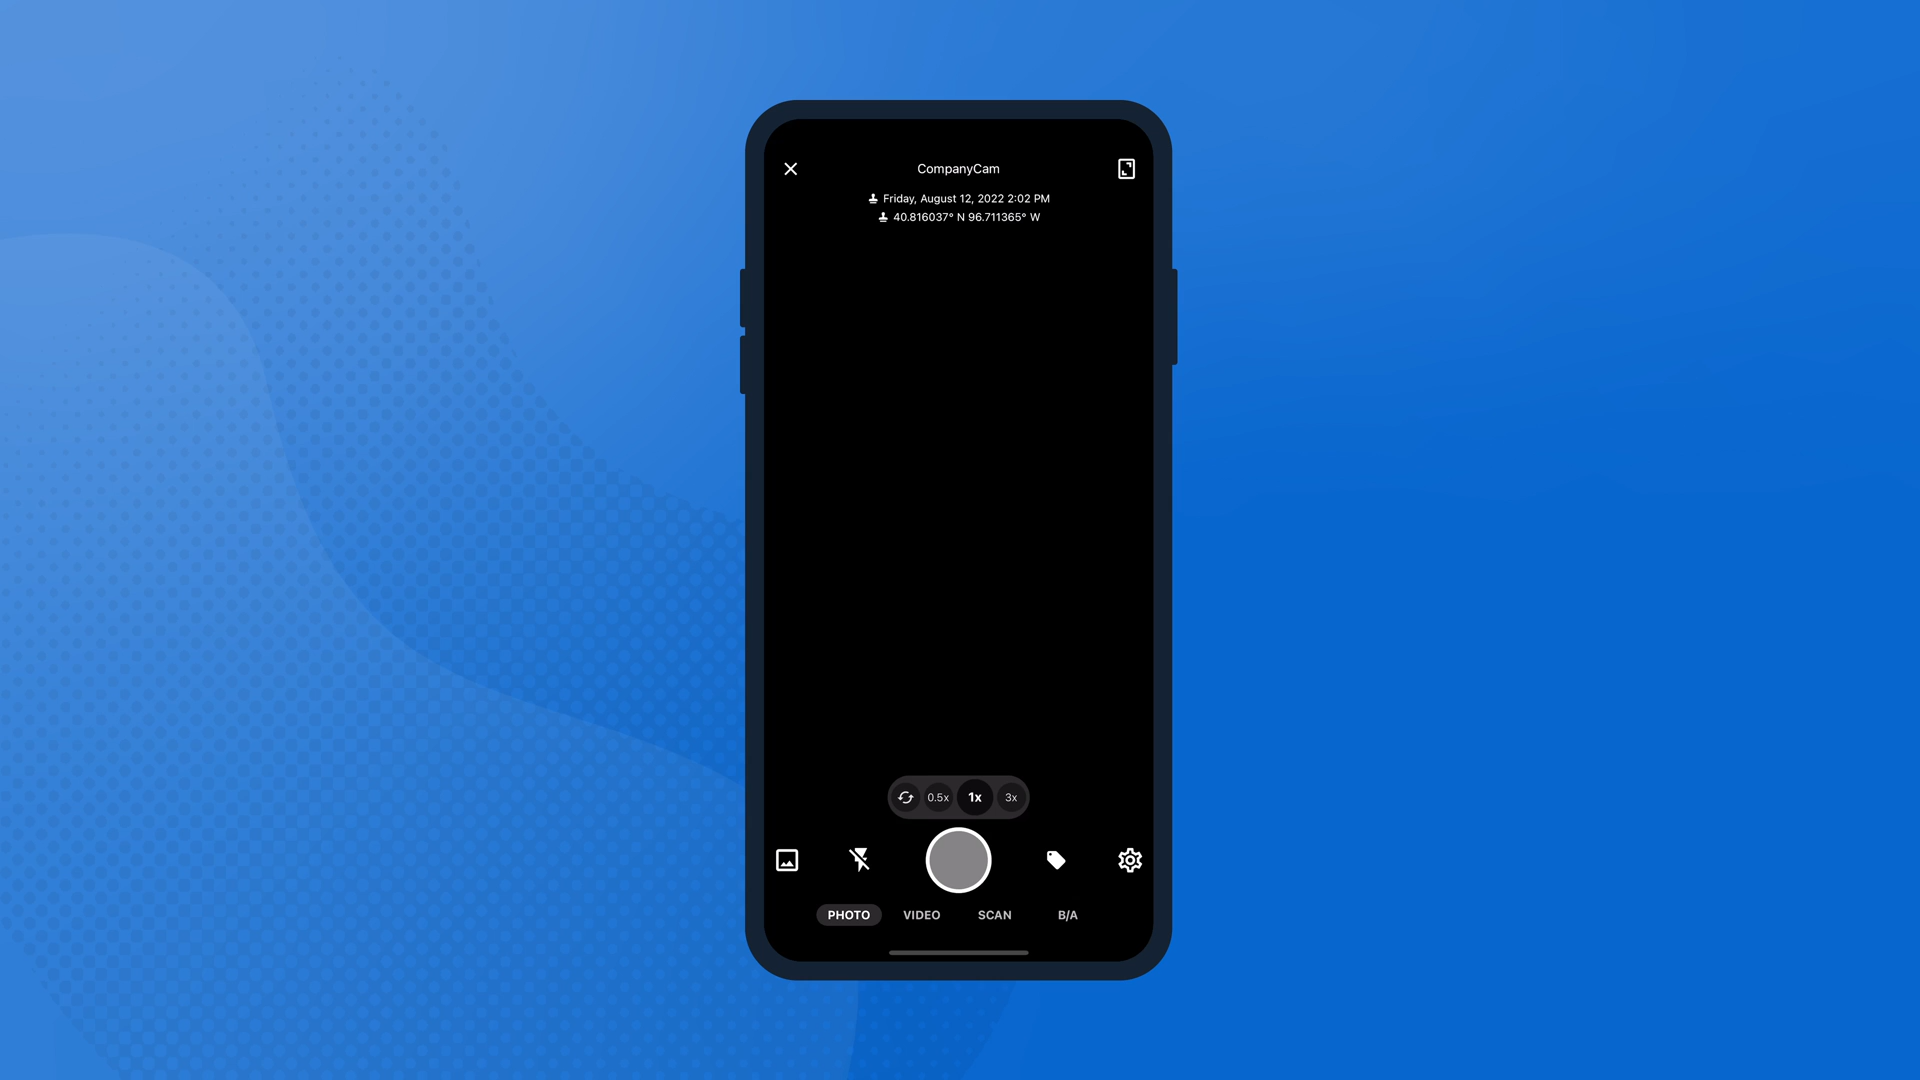 CompanyCam
Friday, August 12, 2022 2:02 PM
40.816037° N 96.711365° W
0.5x 1x 3x
PHOTO VIDEO SCAN B/A